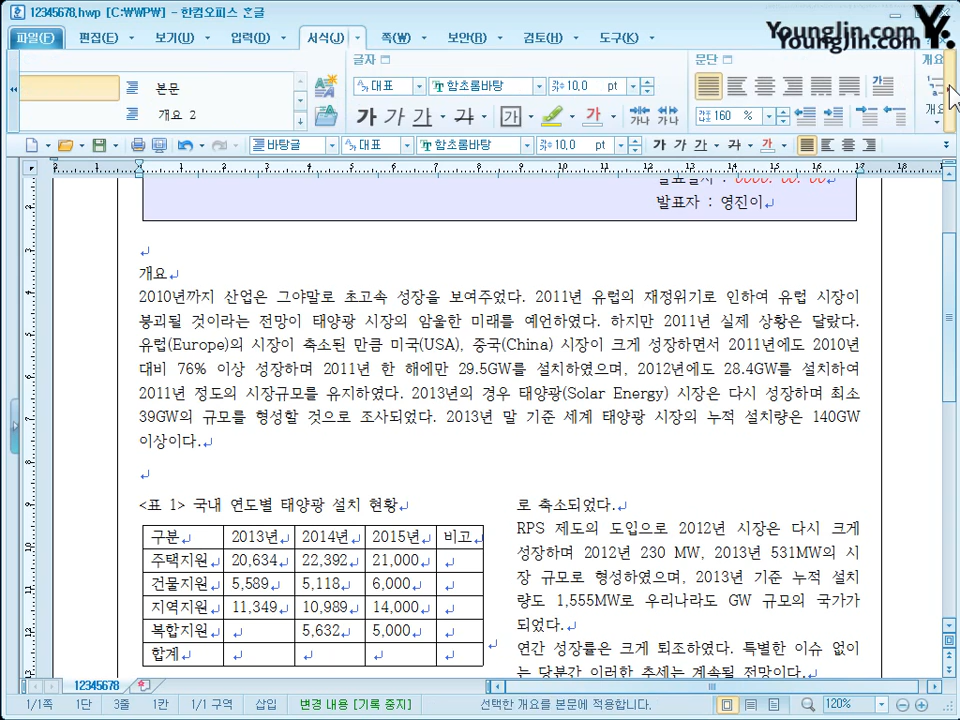 12345678.hwp [C:\WPW] - 한컴오피스 한글
YoungJin.com Y.
YoungJin.com
파일(F) 편집(E) 보기(U) 입력(D) 서식(J) 쪽(W) 보안(R) 검토(H) 도구(K)
글자 문단 개요
본문 대표 함초롬바탕 10.0 pt
개요 2 가 가 가 가 가 가 가나 가나 160 % 개요
바탕글 대표 함초롬바탕 10.0 pt 가 가 가 가 가
발표일시 : 0000. 00. 00
발표자 : 영진이
개요
2010년까지 산업은 그야말로 초고속 성장을 보여주었다. 2011년 유럽의 재정위기로 인하여 유럽 시장이
붕괴될 것이라는 전망이 태양광 시장의 암울한 미래를 예언하였다. 하지만 2011년 실제 상황은 달랐다.
유럽(Europe)의 시장이 축소된 만큼 미국(USA), 중국(China) 시장이 크게 성장하면서 2011년에도 2010년
대비 76% 이상 성장하며 2011년 한 해에만 29.5GW를 설치하였으며, 2012년에도 28.4GW를 설치하여
2011년 정도의 시장규모를 유지하였다. 2013년의 경우 태양광(Solar Energy) 시장은 다시 성장하며 최소
39GW의 규모를 형성할 것으로 조사되었다. 2013년 말 기준 세계 태양광 시장의 누적 설치량은 140GW
이상이다.
<표 1> 국내 연도별 태양광 설치 현황
구분 2013년 2014년 2015년 비고
주택지원 20,634 22,392 21,000
건물지원 5,589 5,118 6,000
지역지원 11,349 10,989 14,000
복합지원 5,632 5,000
합계
로 축소되었다.
RPS 제도의 도입으로 2012년 시장은 다시 크게
성장하며 2012년 230 MW, 2013년 531MW의 시
장 규모로 형성하였으며, 2013년 기준 누적 설치
량도 1,555MW로 우리나라도 GW 규모의 국가가
되었다.
연간 성장률은 크게 퇴조하였다. 특별한 이슈 없이
는 당분간 이러한 추세는 계속될 전망이다.
12345678
1/1쪽 1단 3줄 1칸 1/1 구역 삽입 변경 내용 [기록 중지] 선택한 개요를 본문에 적용합니다. 120%